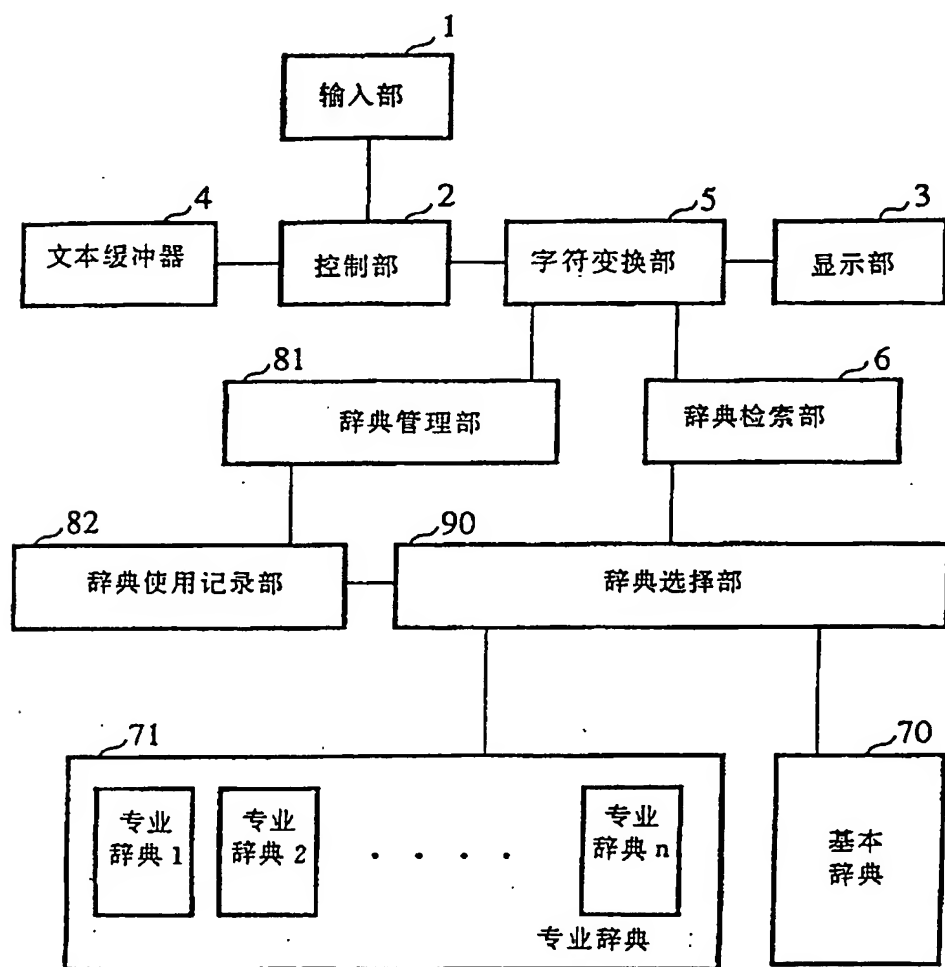 1
输入部
4
文本缓冲器
2
控制部
5
字符变换部
3
显示部
81
辞典管理部
6
辞典检索部
82
辞典使用记录部
90
辞典选择部
71
专业
辞典 1
专业
辞典 2
· · · ·
专业
辞典 n
专业辞典
70
基本
辞典